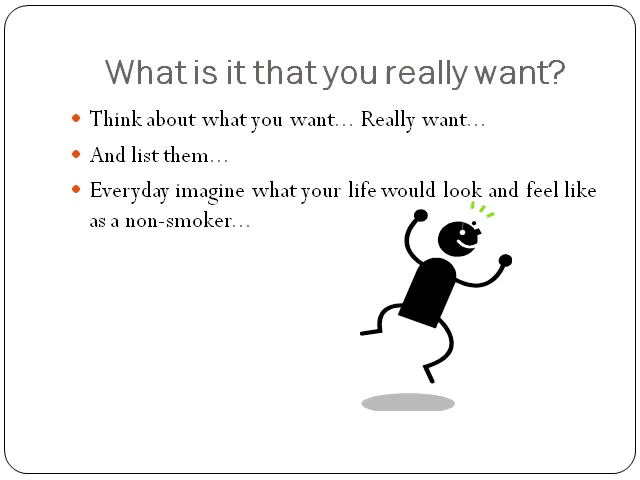 What is it that you really want?
• Think about what you want... Really want...
• And list them...
• Everyday imagine what your life would look and feel like
as a non-smoker...